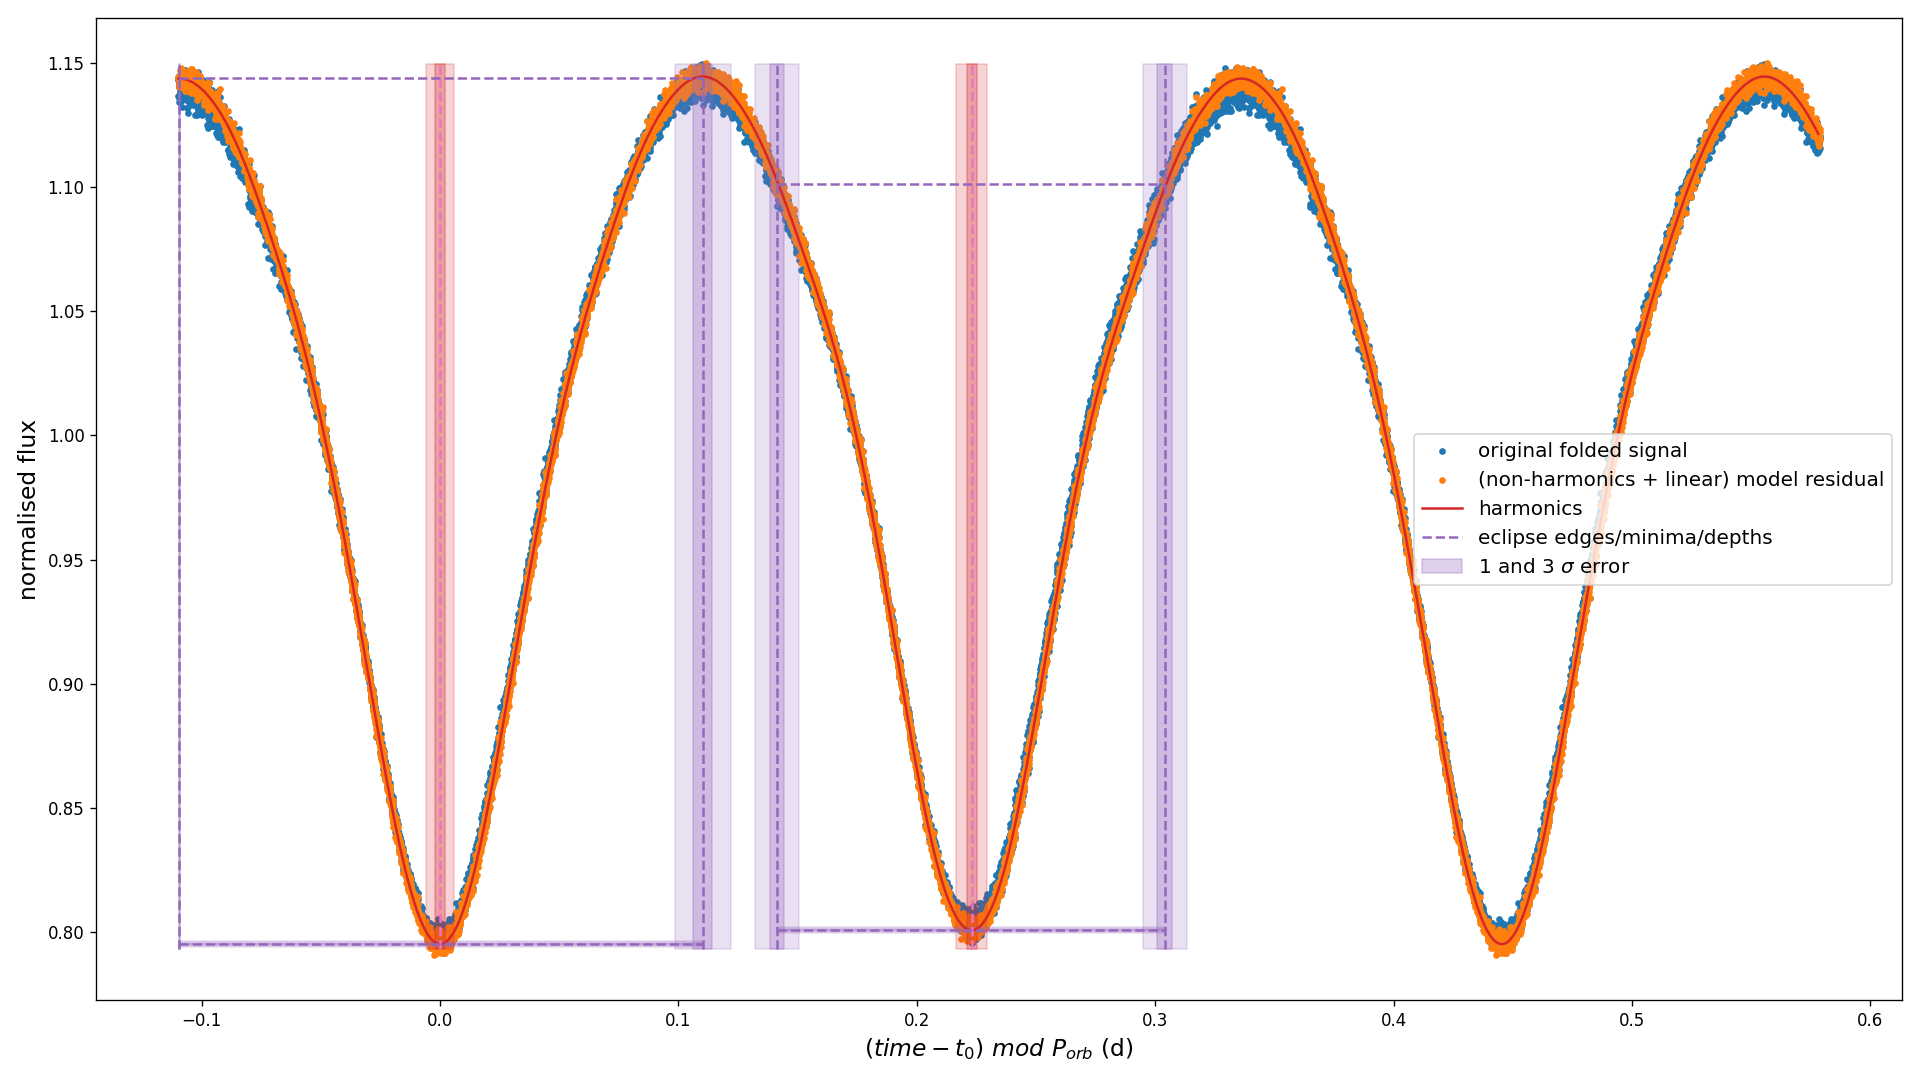 normalised flux
1.15
1.10
1.05
1.00
0.95
0.90
0.85
0.80
original folded signal
(non-harmonics + linear) model residual
harmonics
eclipse edges/minima/depths
1 and 3 σ error
−0.1 0.0 0.1 0.2 0.3 0.4 0.5 0.6
(time − t₀) mod Pₒᵣb (d)